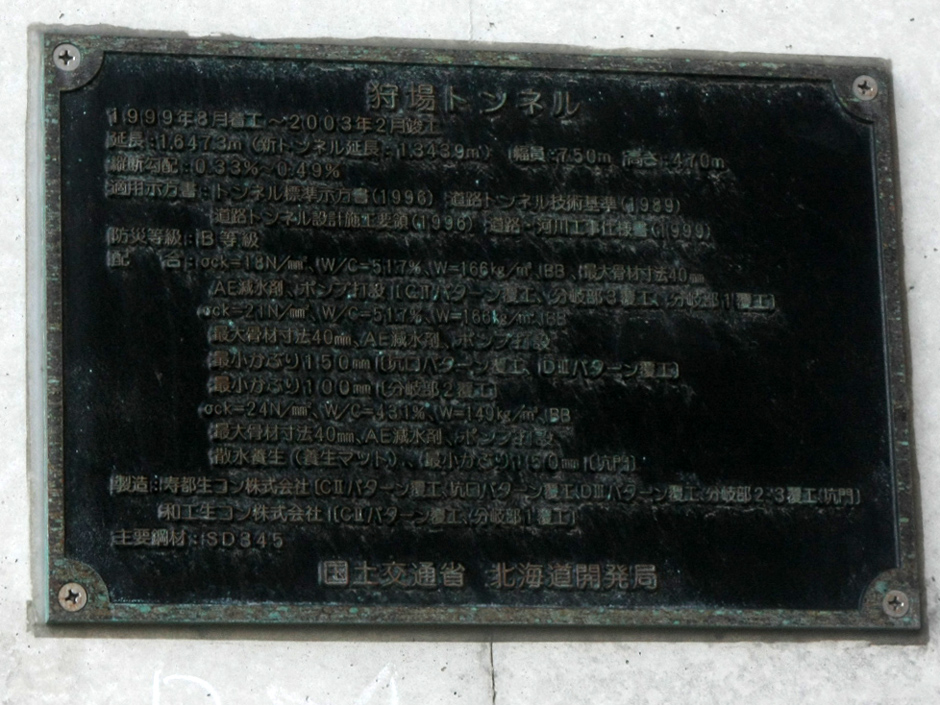 狩場トンネル
1999年8月着工～2003年2月竣工
延長:1,647.3m(新トンネル延長:1,343.9m) 幅員:7.50m 高さ:4.70m
縦断勾配:0.33%～0.49%
適用示方書:トンネル標準示方書(1996) 道路トンネル技術基準(1989)
道路トンネル設計施工要領(1996) 道路・河川工事仕様書(1999)
防災等級:B等級
配 合:σck=18N/mm²、W/C=51.7%、W=166kg/m³、BB、最大骨材寸法40mm
AE減水剤、ポンプ打設〔CⅡパターン覆工、分岐部3覆工、分岐部1覆工〕
σck=21N/mm²、W/C=51.7%、W=166kg/m³、BB
最大骨材寸法40mm、AE減水剤、ポンプ打設
最小かぶり150mm〔坑口パターン覆工、DⅢパターン覆工〕
最小かぶり100mm〔分岐部2覆工〕
σck=24N/mm²、W/C=43.1%、W=149kg/m³、BB
最大骨材寸法40mm、AE減水剤、ポンプ打設
散水養生(養生マット)、最小かぶり150mm〔坑門〕
製造:寿都生コン株式会社〔CⅡパターン覆工、坑口パターン覆工、DⅢパターン覆工、分岐部2・3覆工、坑門〕
和工生コン株式会社〔CⅡパターン覆工、分岐部1覆工〕
主要鋼材:SD345
国土交通省 北海道開発局